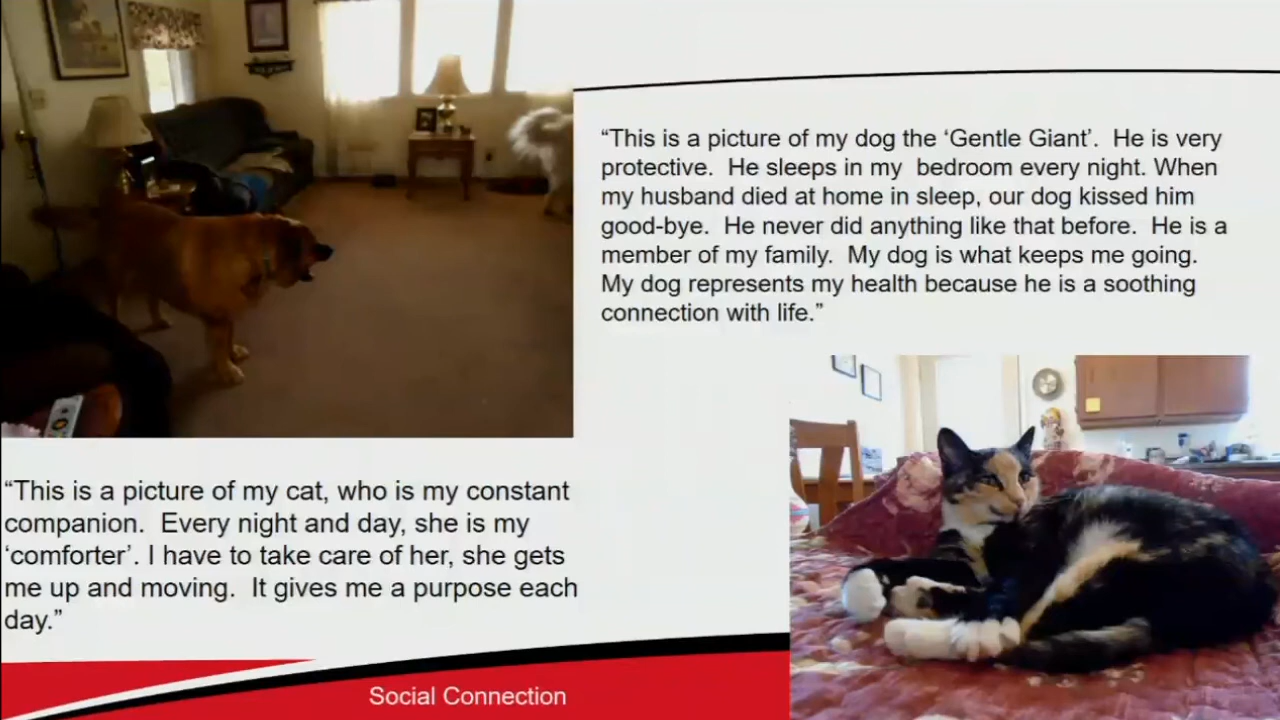 “This is a picture of my dog the ‘Gentle Giant’.  He is very
protective.  He sleeps in my  bedroom every night. When
my husband died at home in sleep, our dog kissed him
good-bye.  He never did anything like that before.  He is a
member of my family.  My dog is what keeps me going.
My dog represents my health because he is a soothing
connection with life.”
“This is a picture of my cat, who is my constant
companion.  Every night and day, she is my
‘comforter’. I have to take care of her, she gets
me up and moving.  It gives me a purpose each
day.”
Social Connection